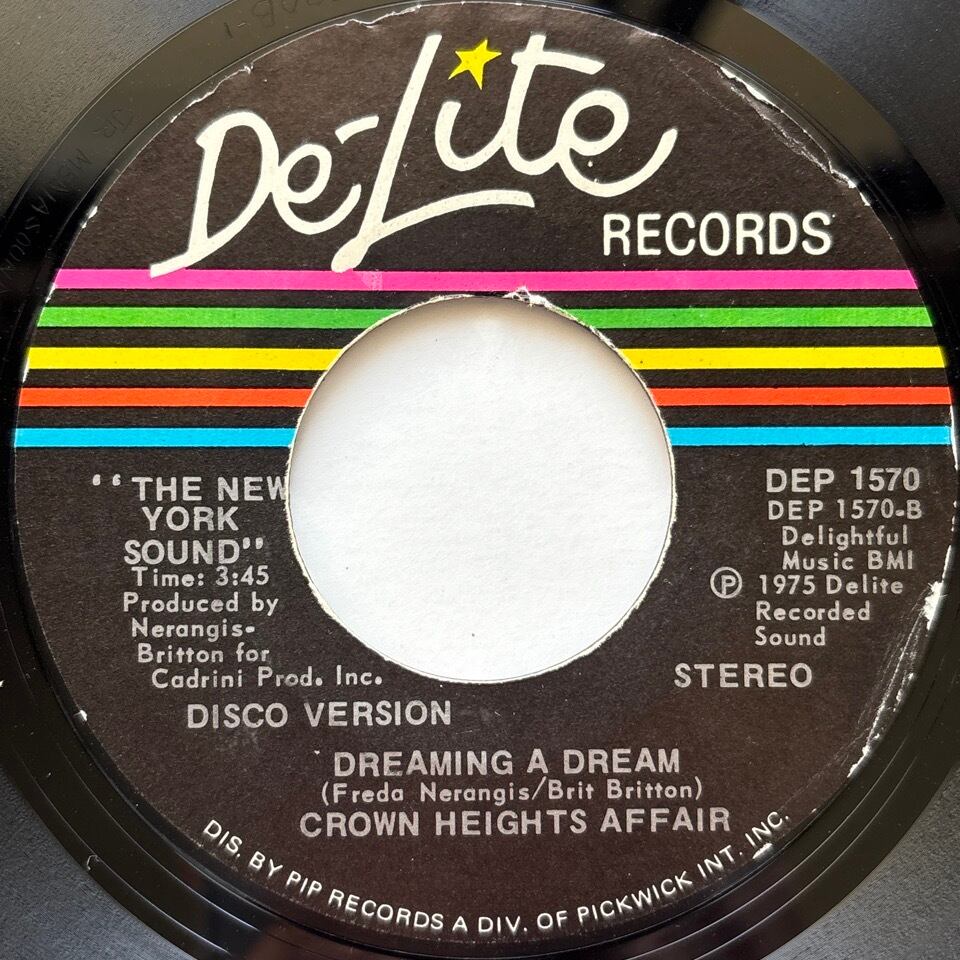 De-Lite
RECORDS
"THE NEW
YORK
SOUND"
Time: 3:45
Produced by
Nerangis-
Britton for
Cadrini Prod. Inc.
DEP 1570
DEP 1570-B
Delightful
Music BMI
Ⓟ 1975 Delite
Recorded
Sound
STEREO
DISCO VERSION
DREAMING A DREAM
(Freda Nerangis/Brit Britton)
CROWN HEIGHTS AFFAIR
DIS. BY PIP RECORDS A DIV. OF PICKWICK INT. INC.